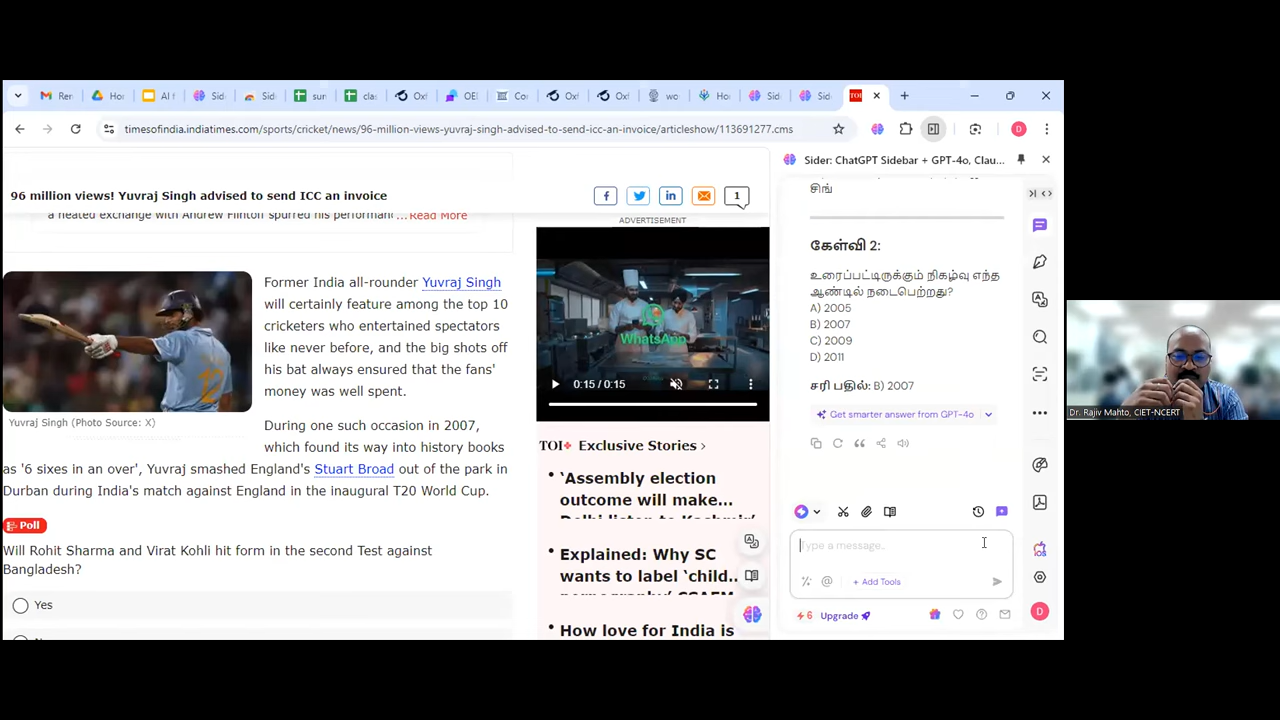 timesofindia.indiatimes.com/sports/cricket/news/96-million-views-yuvraj-singh-advised-to-send-icc-an-invoice/articleshow/113691277.cms
96 million views! Yuvraj Singh advised to send ICC an invoice
1
a heated exchange with Andrew Flintoff spurred his performan ...Read More
Yuvraj Singh (Photo Source: X)
Former India all-rounder Yuvraj Singh
will certainly feature among the top 10
cricketers who entertained spectators
like never before, and the big shots off
his bat always ensured that the fans'
money was well spent.
During one such occasion in 2007,
which found its way into history books
as '6 sixes in an over', Yuvraj smashed England's Stuart Broad out of the park in
Durban during India's match against England in the inaugural T20 World Cup.
Poll
Will Rohit Sharma and Virat Kohli hit form in the second Test against
Bangladesh?
Yes
ADVERTISEMENT
WhatsApp
0:15 / 0:15
TOI+ Exclusive Stories
'Assembly election
outcome will make...
Explained: Why SC
wants to label 'child..
How love for India is
Sider: ChatGPT Sidebar + GPT-4o, Clau...
சிங்
கேள்வி 2:
உரைப்பட்டிருக்கும் நிகழ்வு எந்த
ஆண்டில் நடைபெற்றது?
A) 2005
B) 2007
C) 2009
D) 2011
சரி பதில்: B) 2007
Get smarter answer from GPT-4o
Type a message..
+ Add Tools
6 Upgrade
Dr. Rajiv Mahto, CIET-NCERT